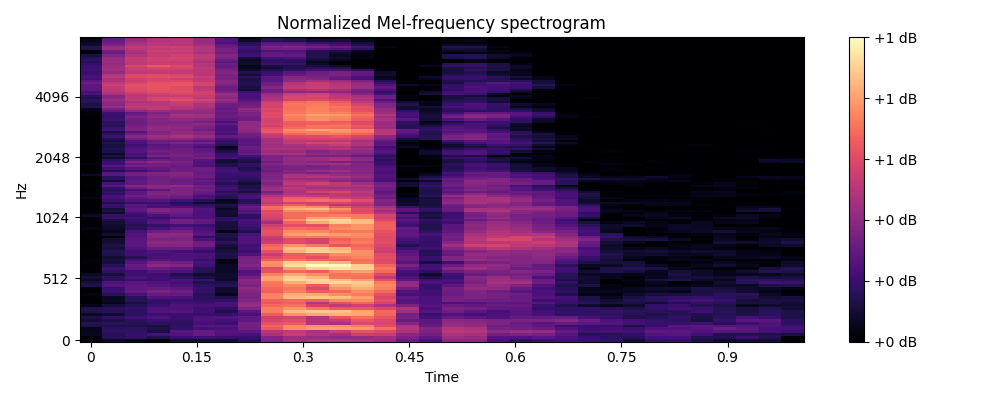 Normalized Mel-frequency spectrogram
Hz
4096
2048
1024
512
0
0 0.15 0.3 0.45 0.6 0.75 0.9
Time
+1 dB
+1 dB
+1 dB
+0 dB
+0 dB
+0 dB